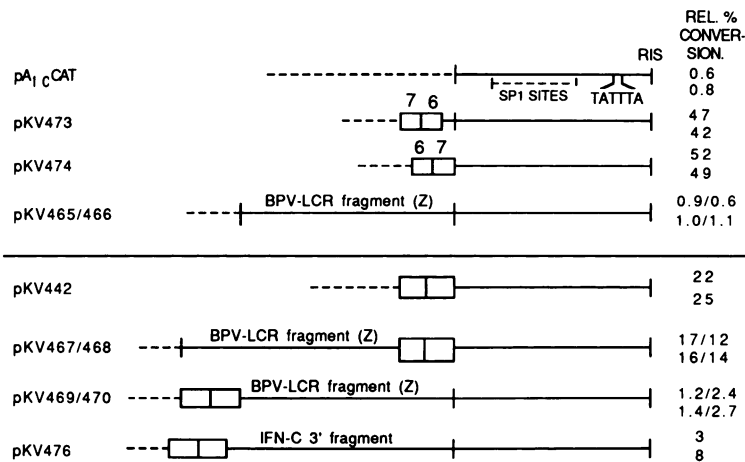 REL. %
CONVER-
SION.
RIS
pA1 CCAT 0.6
0.8
SP1 SITES TATTTA
7 6
pKV473 47
42
6 7
pKV474 52
49
BPV-LCR fragment (Z)
pKV465/466 0.9/0.6
1.0/1.1
pKV442 22
25
BPV-LCR fragment (Z)
pKV467/468 17/12
16/14
BPV-LCR fragment (Z)
pKV469/470 1.2/2.4
1.4/2.7
IFN-C 3' fragment
pKV476 3
8